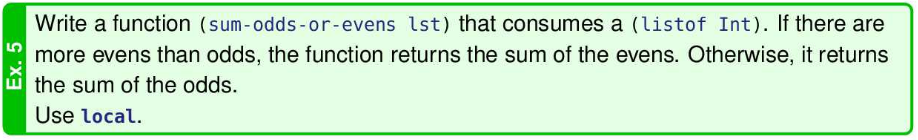 Ex. 5
Write a function (sum-odds-or-evens lst) that consumes a (listof Int). If there are
more evens than odds, the function returns the sum of the evens. Otherwise, it returns
the sum of the odds.
Use local.